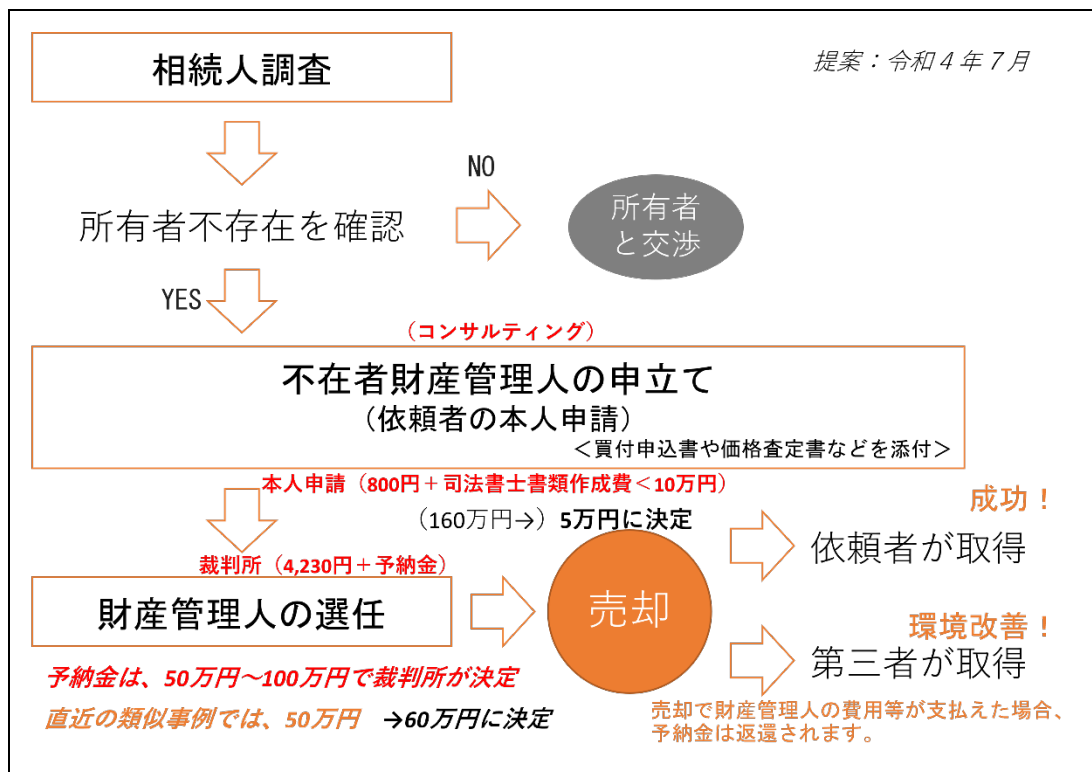 相続人調査
提案：令和４年７月
NO
所有者不存在を確認
所有者
と交渉
YES
（コンサルティング）
不在者財産管理人の申立て
（依頼者の本人申請）
＜買付申込書や価格査定書などを添付＞
本人申請（800円＋司法書士書類作成費＜10万円）
（160万円→）5万円に決定
成功！
依頼者が取得
裁判所（4,230円＋予納金）
財産管理人の選任
売却
環境改善！
第三者が取得
予納金は、50万円～100万円で裁判所が決定
直近の類似事例では、50万円　→60万円に決定
売却で財産管理人の費用等が支払えた場合、
予納金は返還されます。